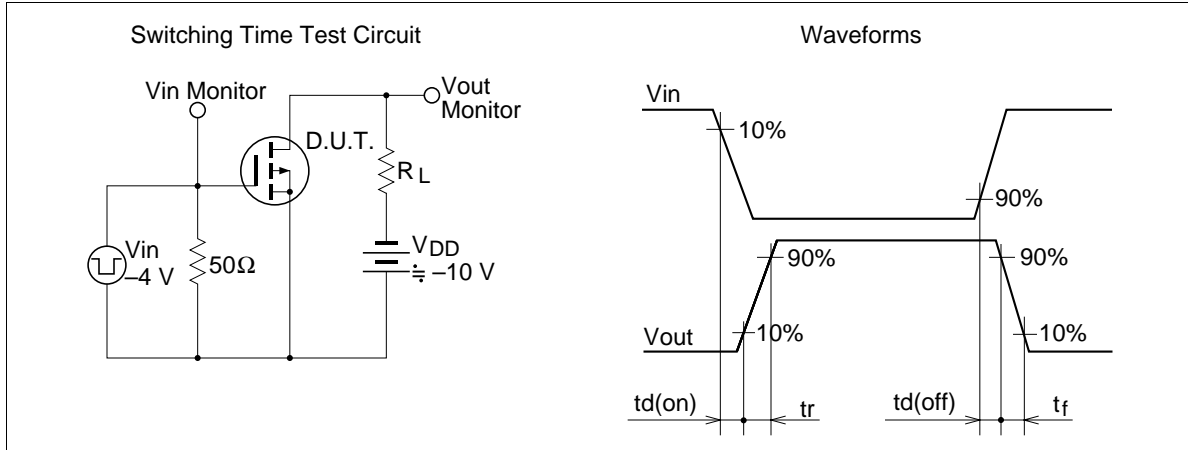 Switching Time Test Circuit
Vin Monitor
Vout
Monitor
D.U.T.
RL
Vin
–4 V
50Ω
VDD
≒ –10 V
Waveforms
Vin
10%
90%
90%
90%
Vout
10%
10%
td(on)
tr
td(off)
tf